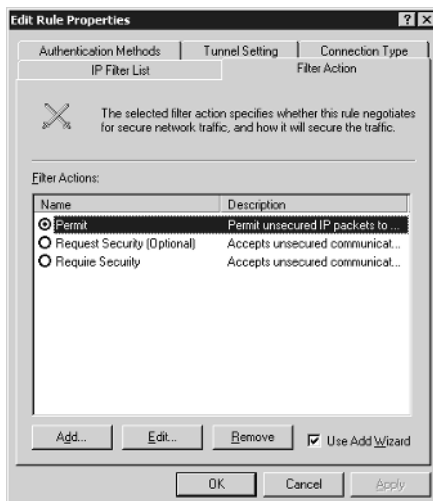 Edit Rule Properties
Authentication Methods
Tunnel Setting
Connection Type
IP Filter List
Filter Action
The selected filter action specifies whether this rule negotiates
for secure network traffic, and how it will secure the traffic.
Filter Actions:
Name Description
Permit Permit unsecured IP packets to ...
Request Security (Optional) Accepts unsecured communicat...
Require Security Accepts unsecured communicat...
Add... Edit... Remove Use Add Wizard
OK Cancel Apply